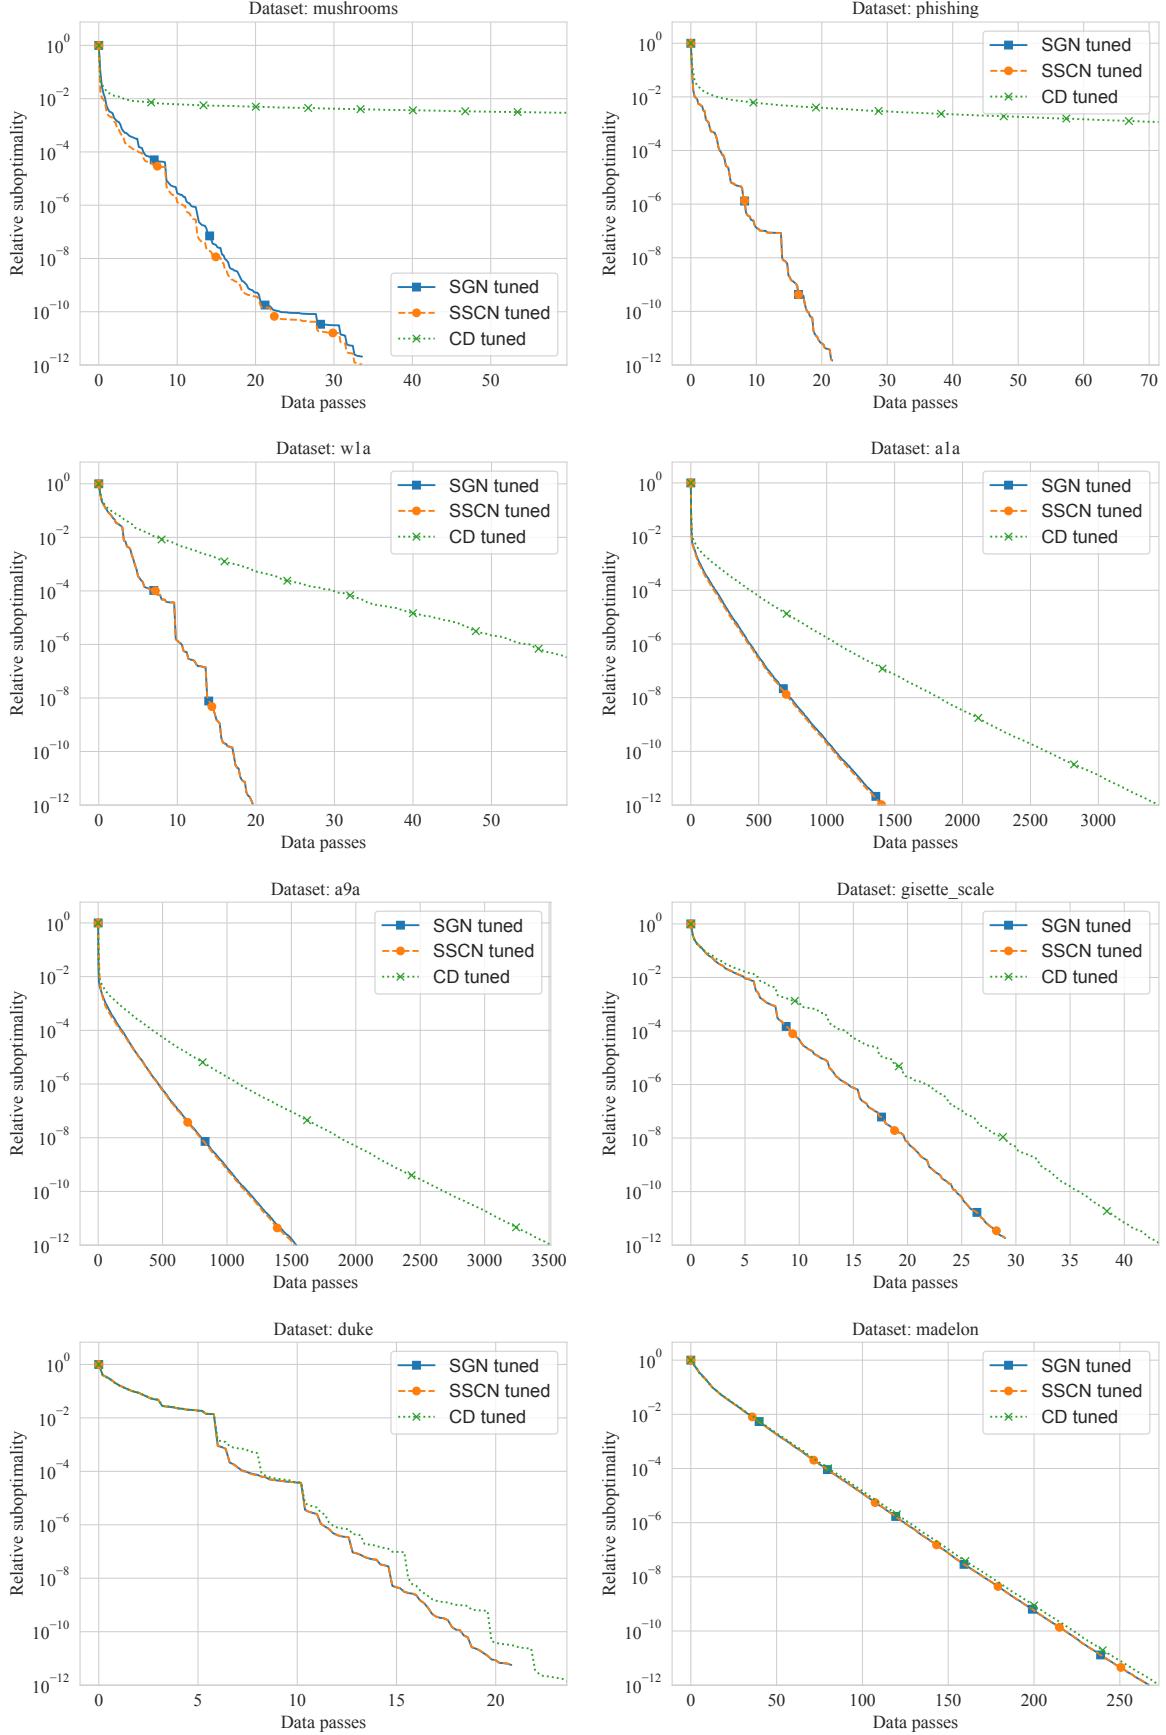 Dataset: mushrooms
Relative suboptimality
10^0
10^−2
10^−4
10^−6
10^−8
10^−10
10^−12
SGN tuned
SSCN tuned
CD tuned
0 10 20 30 40 50
Data passes
Dataset: phishing
Relative suboptimality
10^0
10^−2
10^−4
10^−6
10^−8
10^−10
10^−12
SGN tuned
SSCN tuned
CD tuned
0 10 20 30 40 50 60 70
Data passes
Dataset: w1a
Relative suboptimality
10^0
10^−2
10^−4
10^−6
10^−8
10^−10
10^−12
SGN tuned
SSCN tuned
CD tuned
0 10 20 30 40 50
Data passes
Dataset: a1a
Relative suboptimality
10^0
10^−2
10^−4
10^−6
10^−8
10^−10
10^−12
SGN tuned
SSCN tuned
CD tuned
0 500 1000 1500 2000 2500 3000
Data passes
Dataset: a9a
Relative suboptimality
10^0
10^−2
10^−4
10^−6
10^−8
10^−10
10^−12
SGN tuned
SSCN tuned
CD tuned
0 500 1000 1500 2000 2500 3000 3500
Data passes
Dataset: gisette_scale
Relative suboptimality
10^0
10^−2
10^−4
10^−6
10^−8
10^−10
10^−12
SGN tuned
SSCN tuned
CD tuned
0 5 10 15 20 25 30 35 40
Data passes
Dataset: duke
Relative suboptimality
10^0
10^−2
10^−4
10^−6
10^−8
10^−10
10^−12
SGN tuned
SSCN tuned
CD tuned
0 5 10 15 20
Data passes
Dataset: madelon
Relative suboptimality
10^0
10^−2
10^−4
10^−6
10^−8
10^−10
10^−12
SGN tuned
SSCN tuned
CD tuned
0 50 100 150 200 250
Data passes